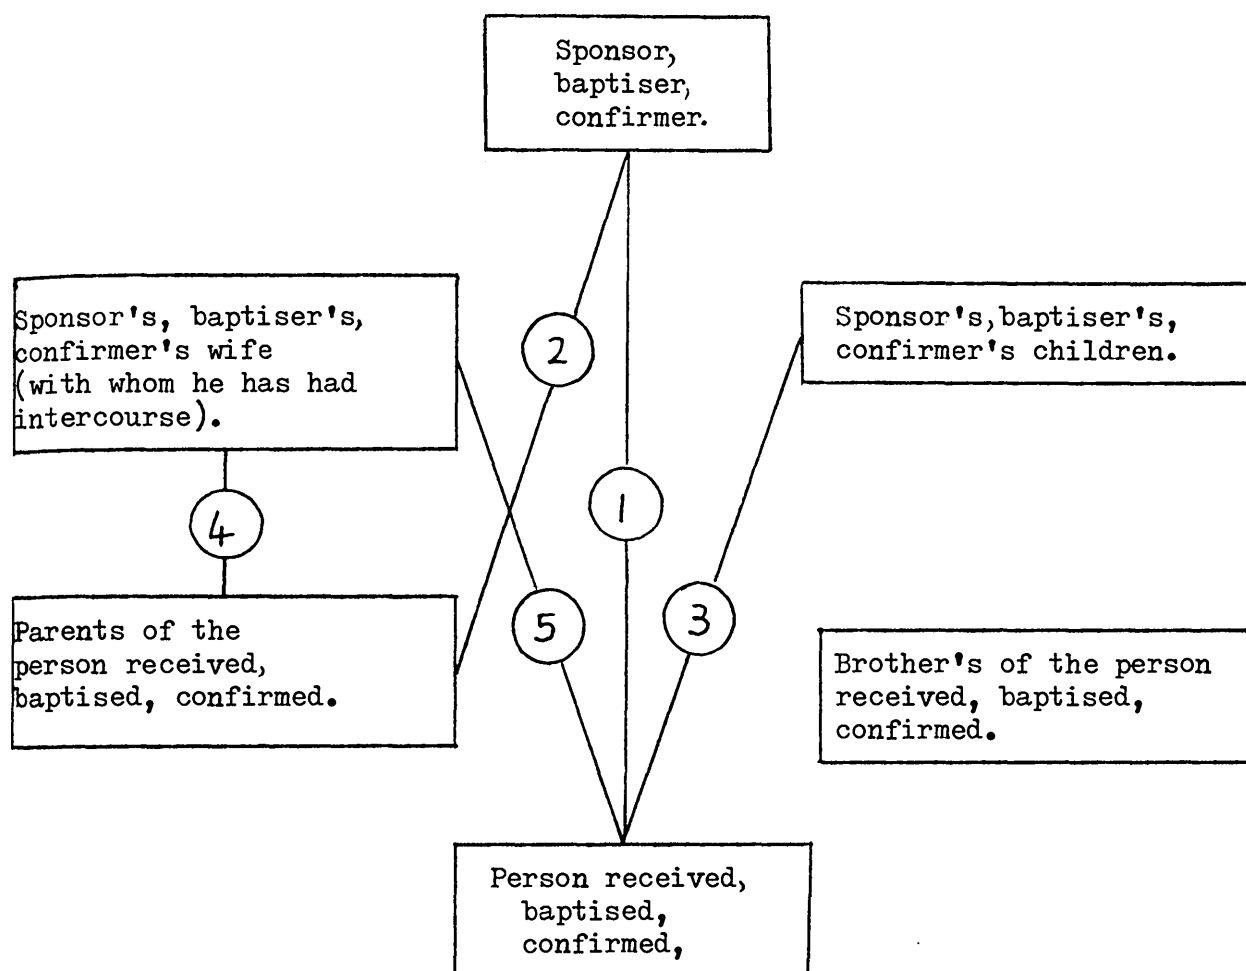 Sponsor,
baptiser,
confirmer.
Sponsor's, baptiser's,
confirmer's wife
(with whom he has had
intercourse).
2
Sponsor's, baptiser's,
confirmer's children.
1
4
5
3
Parents of the
person received,
baptised, confirmed.
Brother's of the person
received, baptised,
confirmed.
Person received,
baptised,
confirmed,